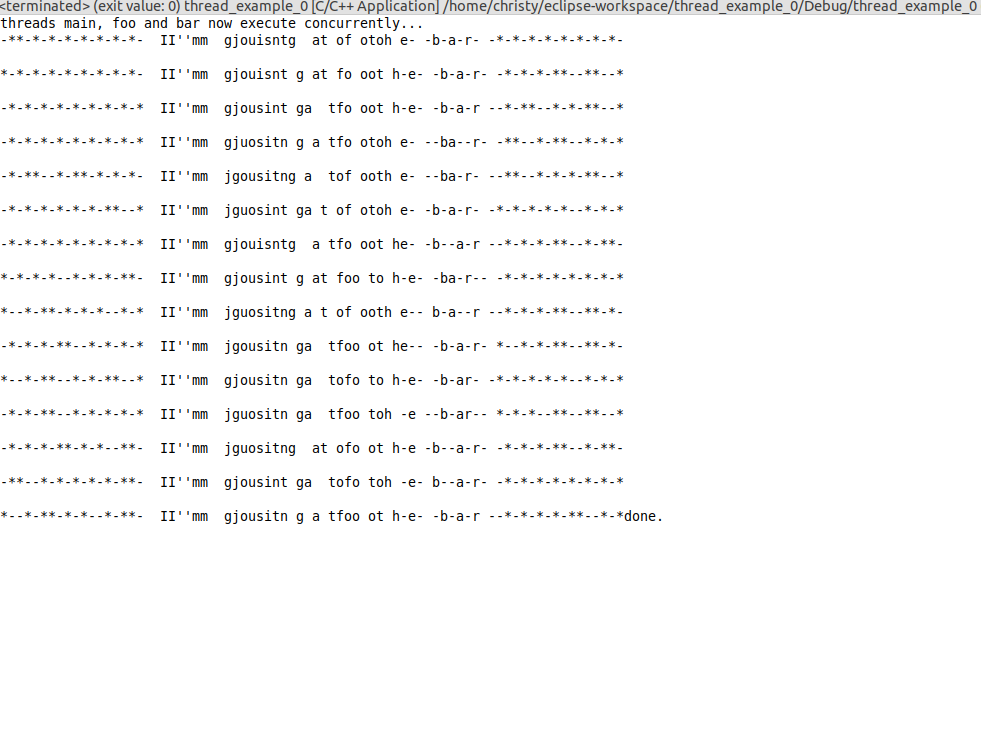 <terminated> (exit value: 0) thread_example_0 [C/C++ Application] /home/christy/eclipse-workspace/thread_example_0/Debug/thread_example_0
threads main, foo and bar now execute concurrently...
-**-*-*-*-*-*-*-*-  II''mm  gjouisntg  at of otoh e- -b-a-r- -*-*-*-*-*-*-*-*-
*-*-*-*-*-*-*-*-*-  II''mm  gjouisnt g at fo oot h-e- -b-a-r- -*-*-*-**--**--*
-*-*-*-*-*-*-*-*-*  II''mm  gjousint ga  tfo oot h-e- -b-a-r --*-**--*-*-**--*
-*-*-*-*-*-*-*-*-*  II''mm  gjuositn g a tfo otoh e- --ba--r- -**--*-**--*-*-*
-*-**--*-**-*-*-*-  II''mm  jgousitng a  tof ooth e- --ba-r- --**--*-*-*-**--*
-*-*-*-*-*-*-**--*  II''mm  jguosint ga t of otoh e- -b-a-r- -*-*-*-*-*-*-*-*
-*-*-*-*-*-*-*-*-*  II''mm  gjouisntg  a tfo oot he- -b--a-r --*-*-*-**-*-**-
*-*-*-*--*-*-*-**-  II''mm  gjousint g at foo to h-e- -ba-r-- -*-*-*-*-*-*-*-*
*--*-**-*-*-*--*-*  II''mm  jguositng a t of ooth e-- b-a--r --*-*-*-**--**-*-
-*-*-**--*-*-*-*-*  II''mm  jgousitn ga  tfoo ot he-- -b-a-r- *--*-*-**--**-*-
*--*-**--*-*-**--*  II''mm  gjousitn ga  tofo to h-e- -b-ar- -*-*-*-*-*-*-*-*
-*-*-**--*-*-*-*-*  II''mm  jguositn ga  tfoo toh -e --b-ar-- *-*-*--**--**--*
-*-*-*-**-*-*--**-  II''mm  jguositng  at ofo ot h-e -b--a-r- -*-*-*-**--*-**-
-**--*-*-*-*-*-**-  II''mm  gjousint ga  tofo toh -e- b--a-r- -*-*-*-*-*-*-*-*
*--*-**-*-*--*-**-  II''mm  gjousitn g a tfoo ot h-e- -b-a-r --*-*-*-*-**--*-*done.